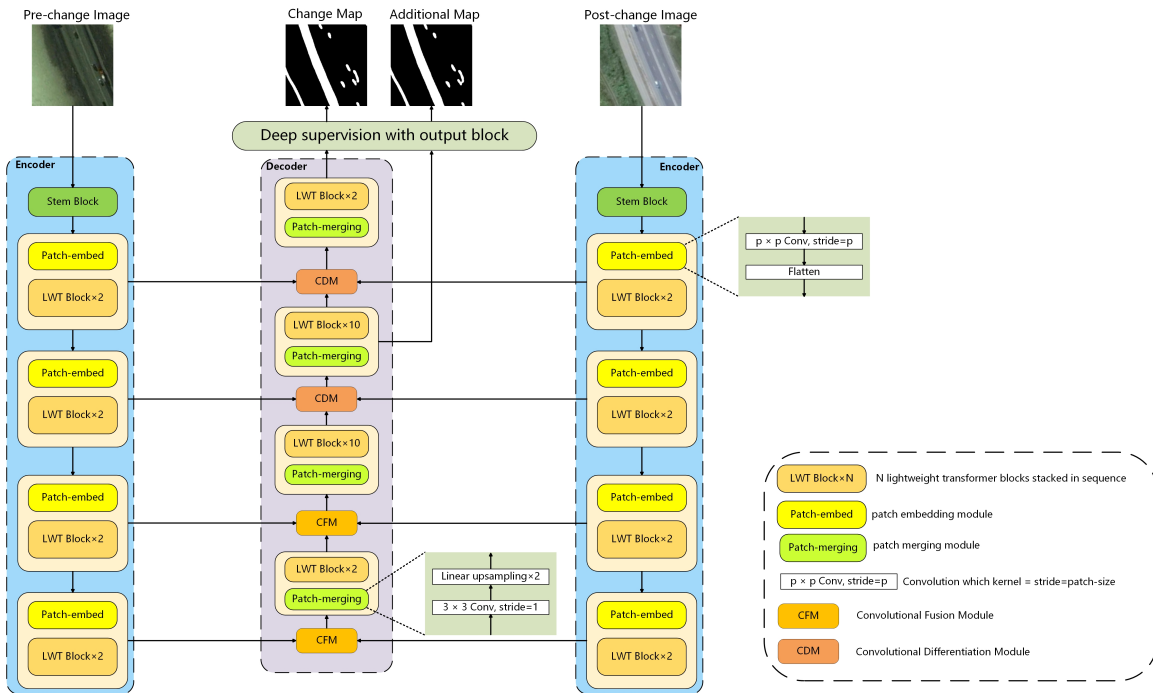 Pre-change Image
Change Map
Additional Map
Post-change Image
Deep supervision with output block
Encoder
Stem Block
Patch-embed
LWT Block×2
Patch-embed
LWT Block×2
Patch-embed
LWT Block×2
Patch-embed
LWT Block×2
Decoder
LWT Block×2
Patch-merging
CDM
LWT Block×10
Patch-merging
CDM
LWT Block×10
Patch-merging
CFM
LWT Block×2
Patch-merging
CFM
Linear upsampling×2
3 × 3 Conv, stride=1
Encoder
Stem Block
Patch-embed
LWT Block×2
Patch-embed
LWT Block×2
Patch-embed
LWT Block×2
Patch-embed
LWT Block×2
p × p Conv, stride=p
Flatten
LWT Block×N N lightweight transformer blocks stacked in sequence
Patch-embed patch embedding module
Patch-merging patch merging module
p × p Conv, stride=p Convolution which kernel = stride=patch-size
CFM Convolutional Fusion Module
CDM Convolutional Differentiation Module